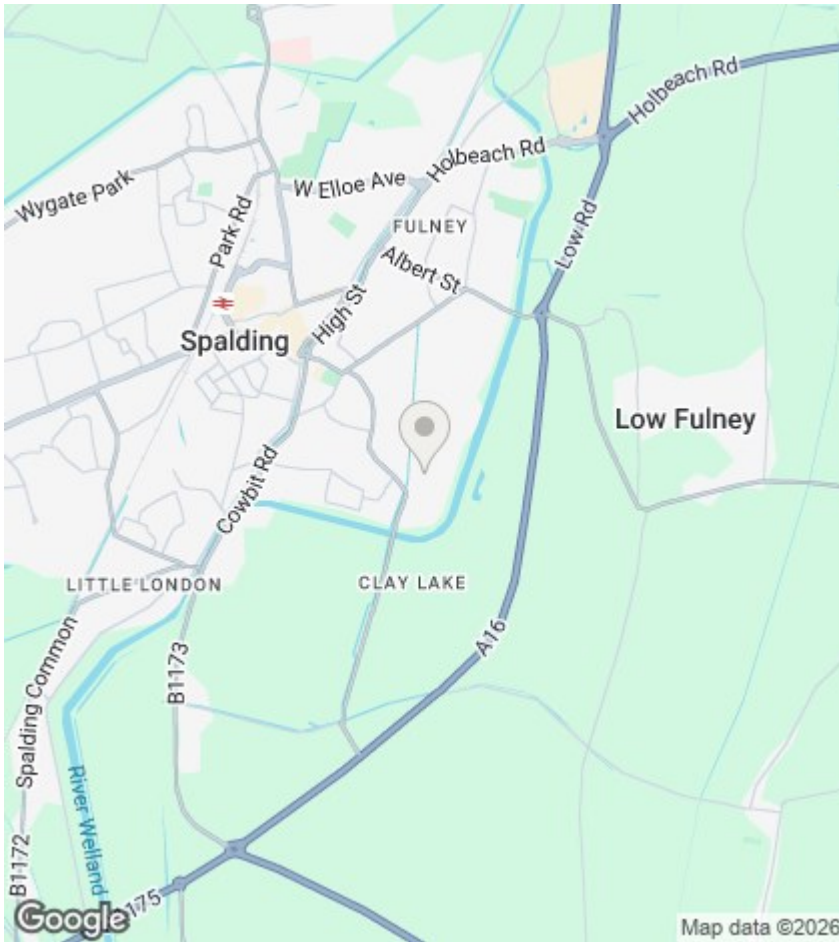 Holbeach Rd
Holbeach Rd
W Elloe Ave
Wygate Park
Park Rd
FULNEY
Albert St
Low Rd
High St
Spalding
Low Fulney
Cowbit Rd
LITTLE LONDON
CLAY LAKE
A16
B1173
Spalding Common
River Welland
B1172
Google
1175
Map data ©2026